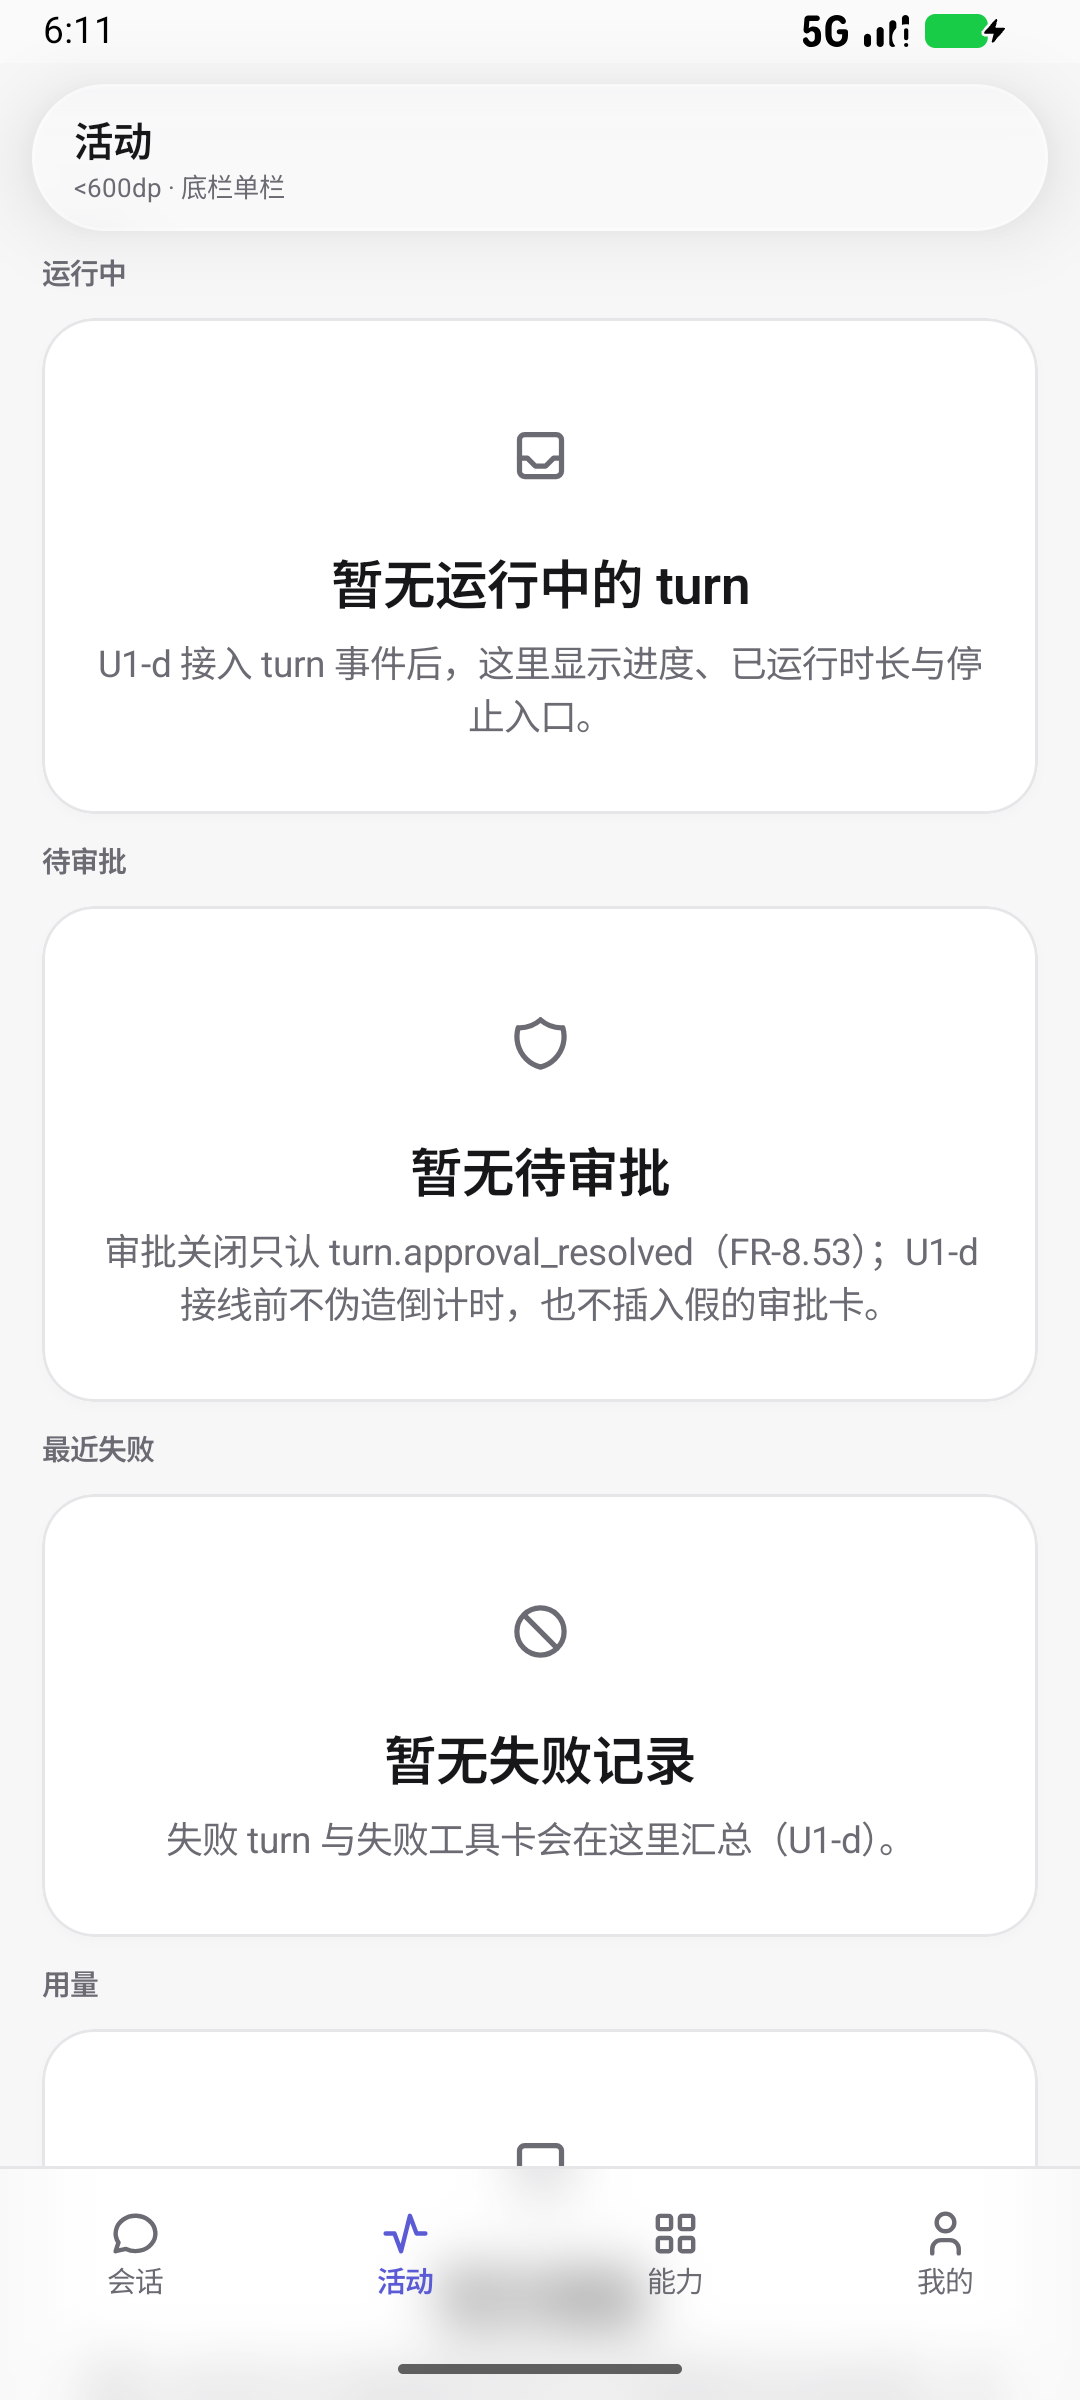 6:11
5G
活动
<600dp · 底栏单栏
运行中
暂无运行中的 turn
U1-d 接入 turn 事件后，这里显示进度、已运行时长与停
止入口。
待审批
暂无待审批
审批关闭只认 turn.approval_resolved（FR-8.53）；U1-d
接线前不伪造倒计时，也不插入假的审批卡。
最近失败
暂无失败记录
失败 turn 与失败工具卡会在这里汇总（U1-d）。
用量
会话
活动
能力
我的